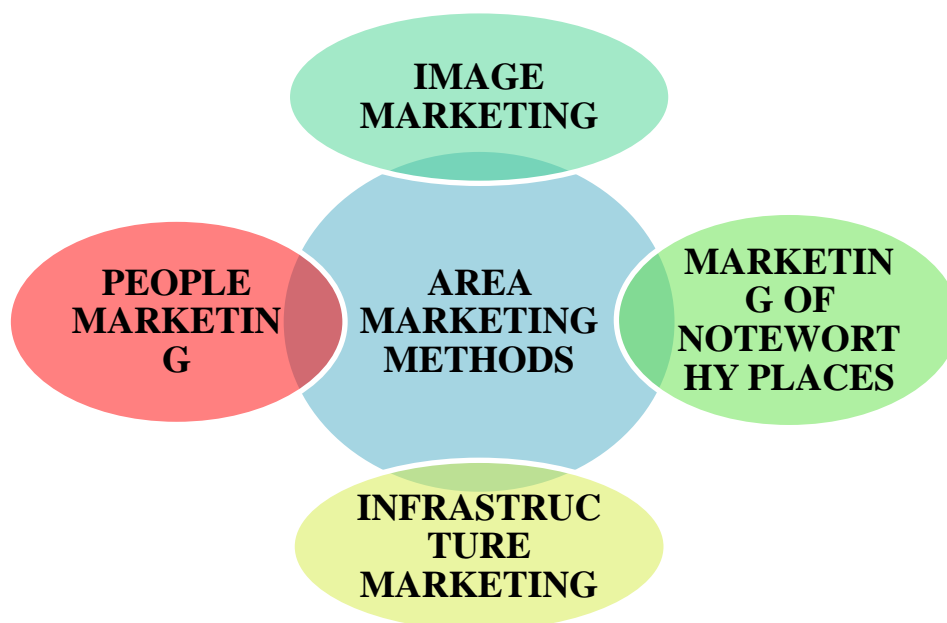 IMAGE
MARKETING
PEOPLE
MARKETIN
G
AREA
MARKETING
METHODS
MARKETIN
G OF
NOTEWORT
HY PLACES
INFRASTRUC
TURE
MARKETING